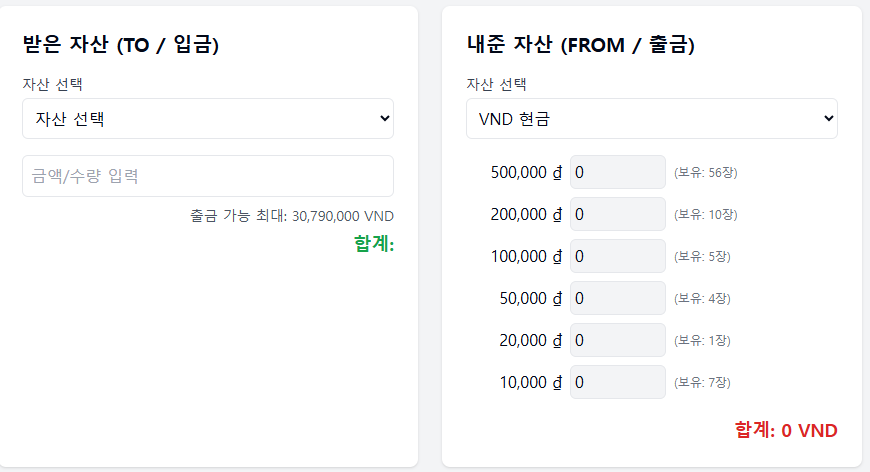 받은 자산 (TO / 입금)
자산 선택
자산 선택
금액/수량 입력
출금 가능 최대: 30,790,000 VND
합계:
내준 자산 (FROM / 출금)
자산 선택
VND 현금
500,000 ₫ 0 (보유: 56장)
200,000 ₫ 0 (보유: 10장)
100,000 ₫ 0 (보유: 5장)
50,000 ₫ 0 (보유: 4장)
20,000 ₫ 0 (보유: 1장)
10,000 ₫ 0 (보유: 7장)
합계: 0 VND